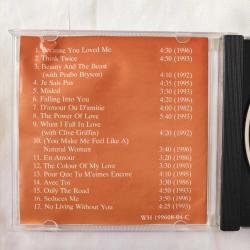 1. Because You Loved Me 4:30 (1996)
2. Think Twice 4:50 (1993)
3. Beauty And The Beast
(with Peabo Bryson) 4:10 (1992)
4. Je Sais Pas 4:35 (1995)
5. Misled 3:30 (1993)
6. Falling Into You 4:20 (1996)
7. D'amour Ou D'amitie 4:00 (1982)
8. The Power Of Love 5:40 (1993)
9. When I Fall In Love
(with Clive Griffin) 4:20 (1992)
10. (You Make Me Feel Like A)
Natural Woman 3:40 (1996)
11. En Amour 3:20 (1986)
12. The Colour Of My Love 3:30 (1993)
13. Pour Que Tu M'aimes Encore 4:10 (1995)
14. Avec Toi 3:30 (1986)
15. Only The Road 4:50 (1993)
16. Seduces Me 3:50 (1996)
17. No Living Without You 4:25 (1993)
WH 199608-04-C